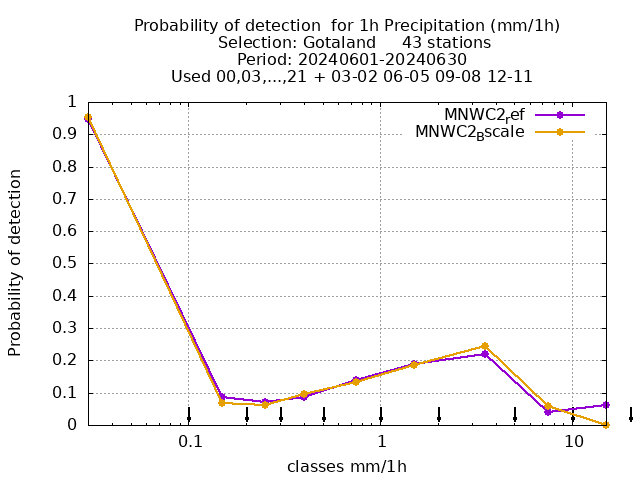 Probability of detection  for 1h Precipitation (mm/1h)
Selection: Gotaland     43 stations
Period: 20240601-20240630
Used 00,03,...,21 + 03-02 06-05 09-08 12-11
MNWC2ref
MNWC2Bscale
1
0.9
0.8
0.7
0.6
0.5
0.4
0.3
0.2
0.1
0
Probability of detection
0.1 1 10
classes mm/1h